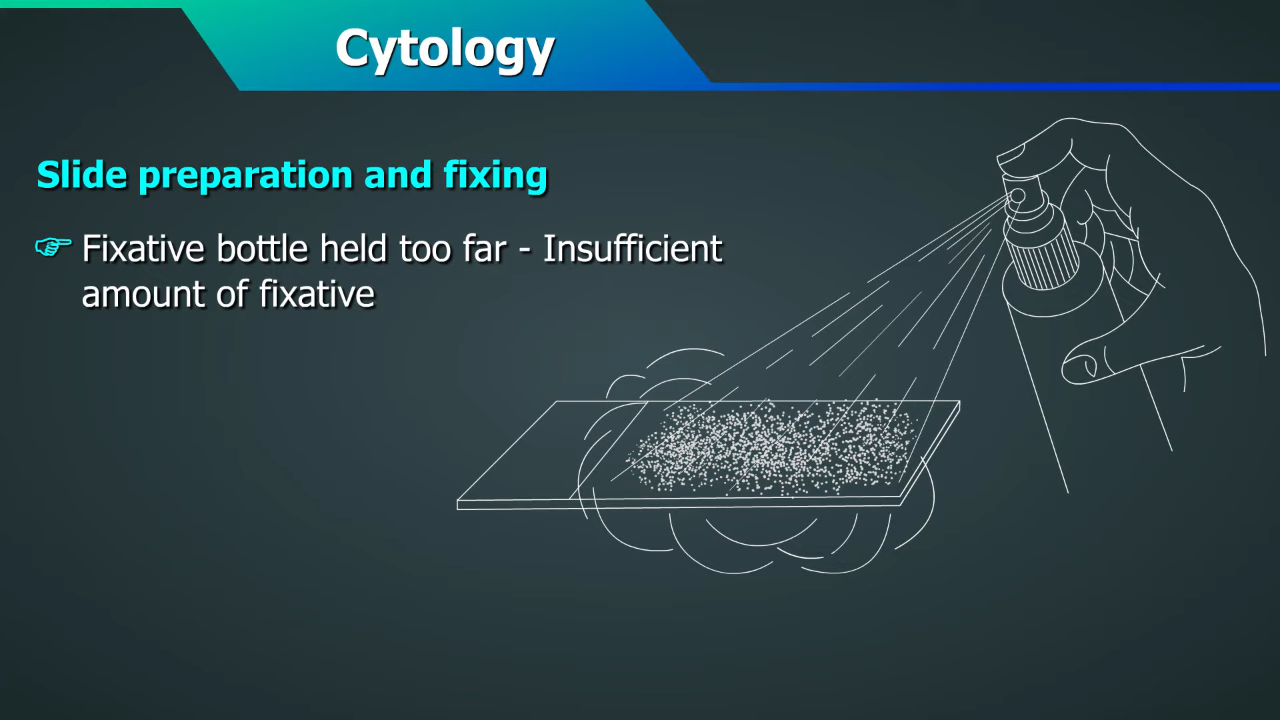 Cytology
Slide preparation and fixing
Fixative bottle held too far - Insufficient
amount of fixative